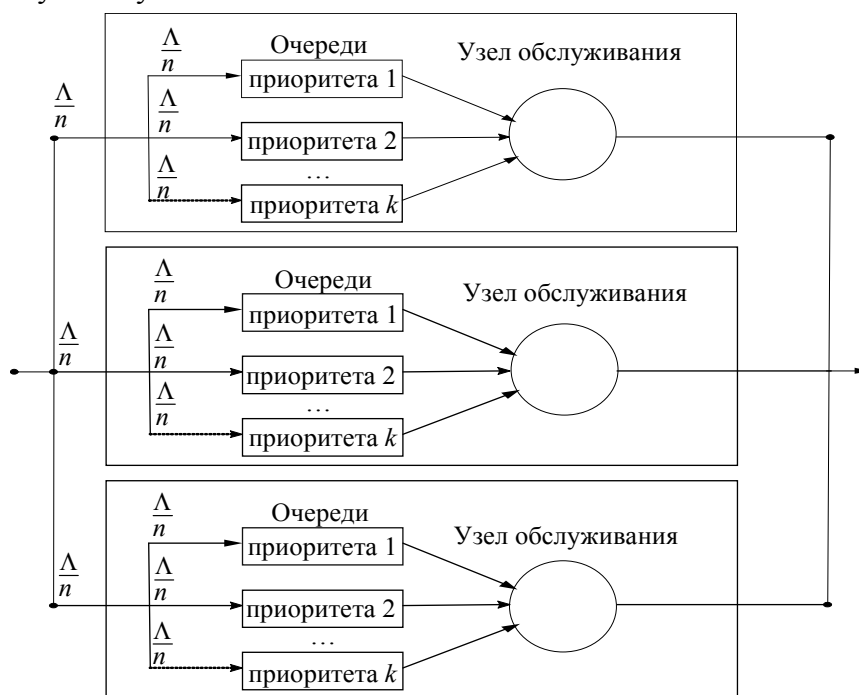 Очереди
Узел обслуживания
Λ/n
приоритета 1
Λ/n
Λ/n
приоритета 2
…
Λ/n
приоритета k
Очереди
Узел обслуживания
Λ/n
приоритета 1
Λ/n
Λ/n
приоритета 2
…
Λ/n
приоритета k
Очереди
Узел обслуживания
Λ/n
приоритета 1
Λ/n
Λ/n
приоритета 2
…
Λ/n
приоритета k